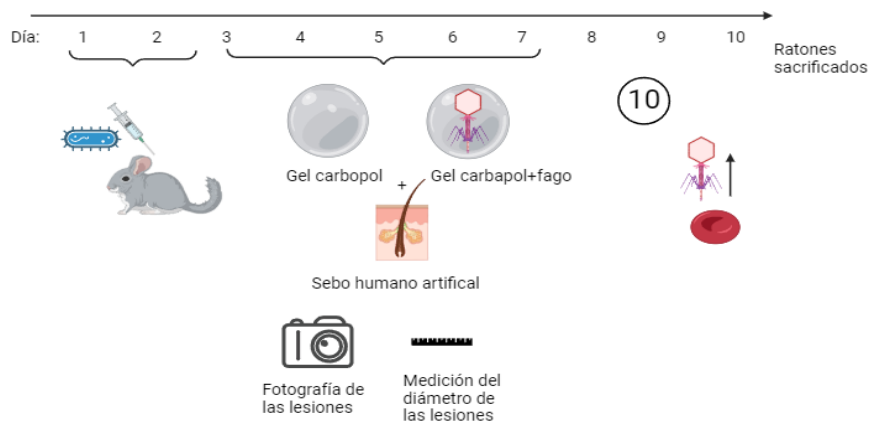 Día: 1 2 3 4 5 6 7 8 9 10
Ratones
sacrificados
10
Gel carbopol
+
Gel carbapol+fago
Sebo humano artifical
Fotografía de
las lesiones
Medición del
diámetro de
las lesiones